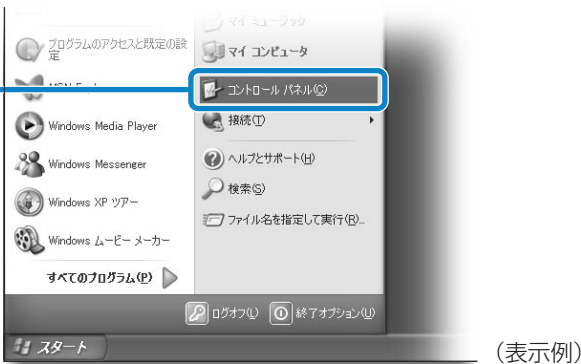 プログラムのアクセスと既定の設
定
Windows Media Player
Windows Messenger
Windows XP ツアー
Windows ムービー メーカー
すべてのプログラム(P)
マイ ミュージック
マイ コンピュータ
コントロール パネル(C)
接続(T)
ヘルプとサポート(H)
検索(S)
ファイル名を指定して実行(R)...
ログオフ(L)
終了オプション(U)
スタート
(表示例)